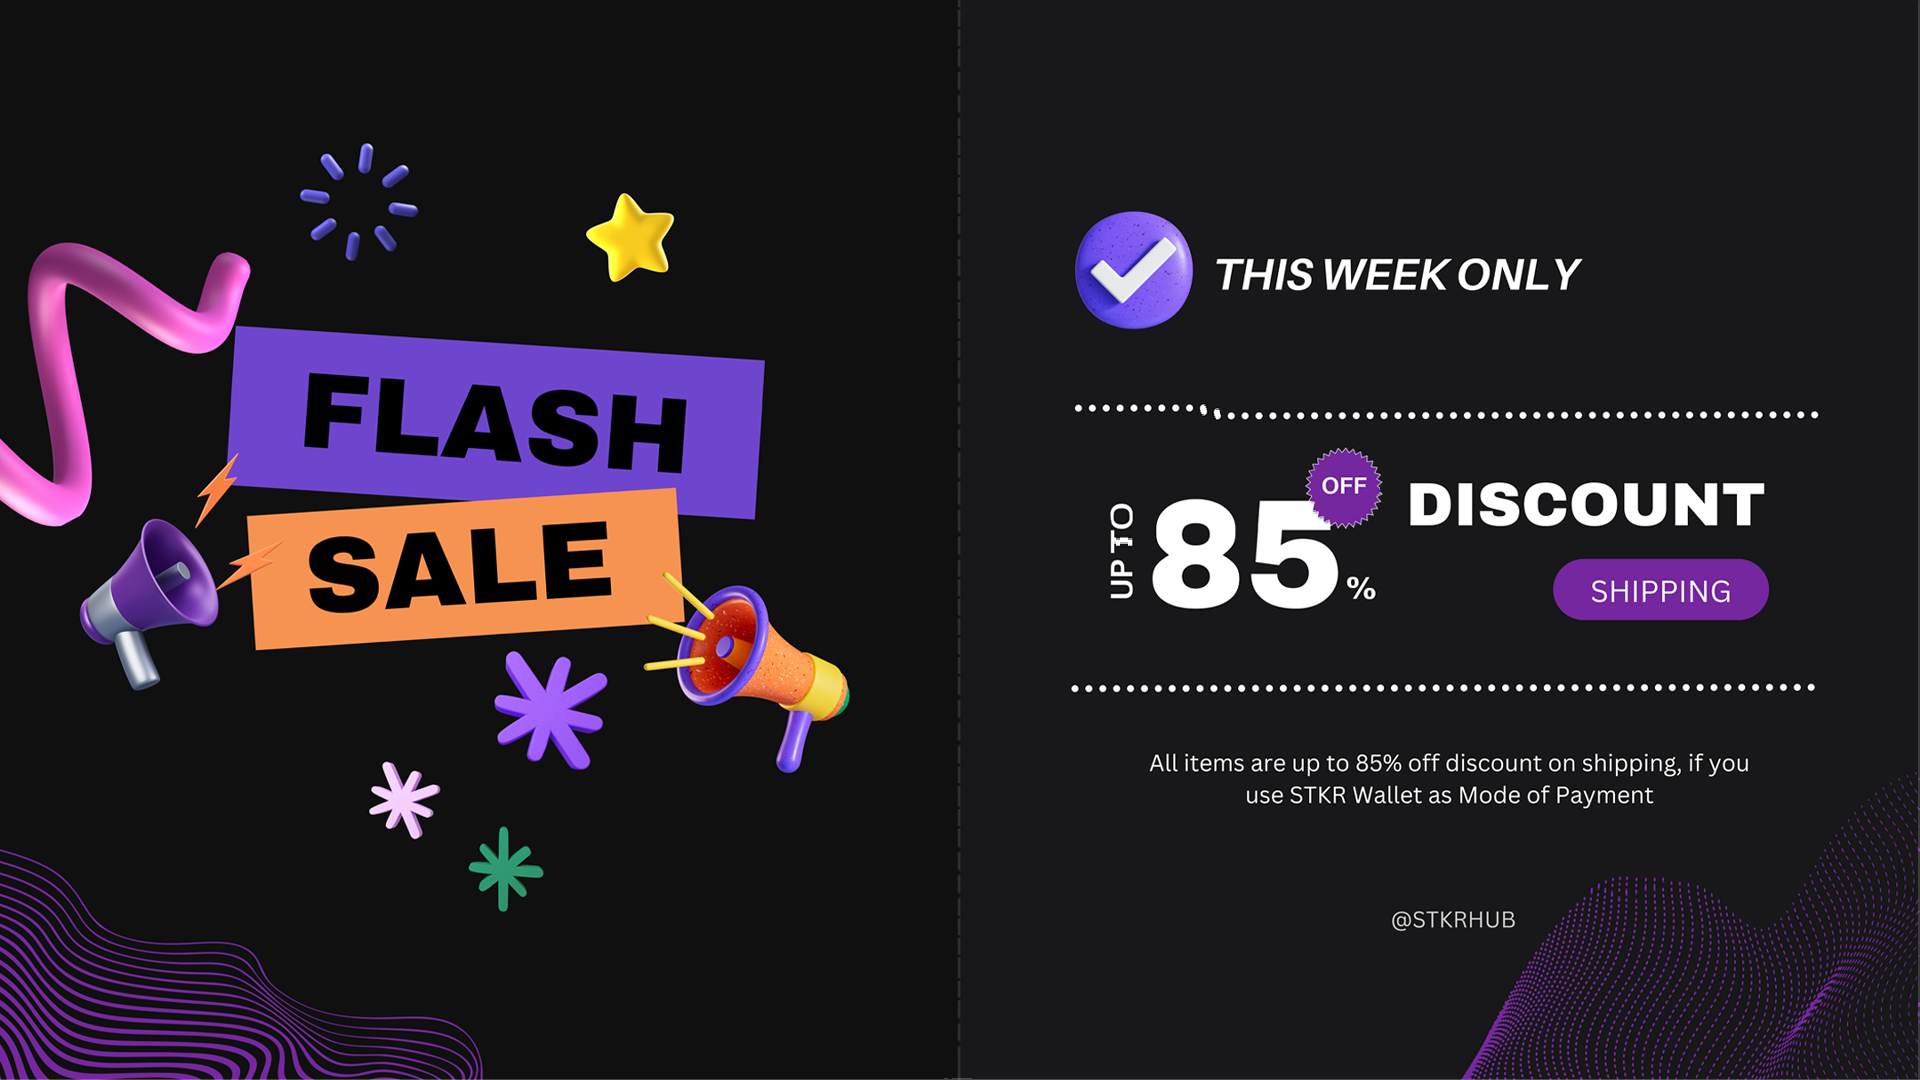 FLASH
SALE
THIS WEEK ONLY
UP TO
85%
OFF
DISCOUNT
SHIPPING
All items are up to 85% off discount on shipping, if you
use STKR Wallet as Mode of Payment
@STKRHUB